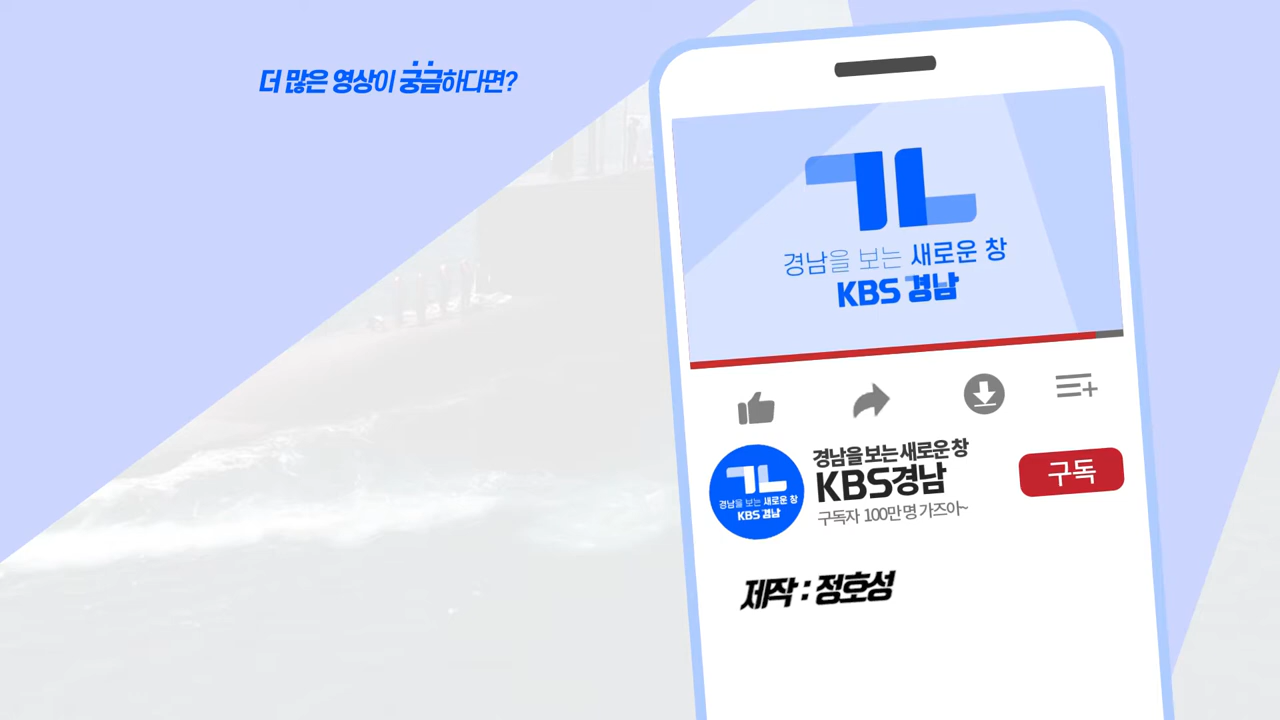 더 많은 영상이 궁금하다면?
경남을 보는 새로운 창
KBS 경남
경남을 보는 새로운 창
KBS 경남
경남을 보는 새로운 창
KBS경남
구독자 100만 명 가즈아~
구독
제작 : 정호성